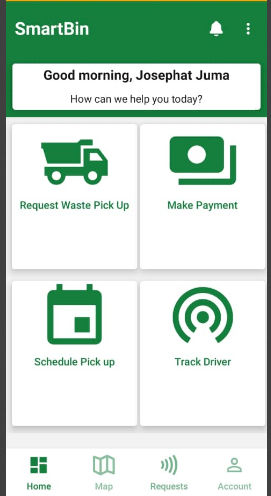 SmartBin
Good morning, Josephat Juma
How can we help you today?
Request Waste Pick Up
Make Payment
Schedule Pick up
Track Driver
Home
Map
Requests
Account